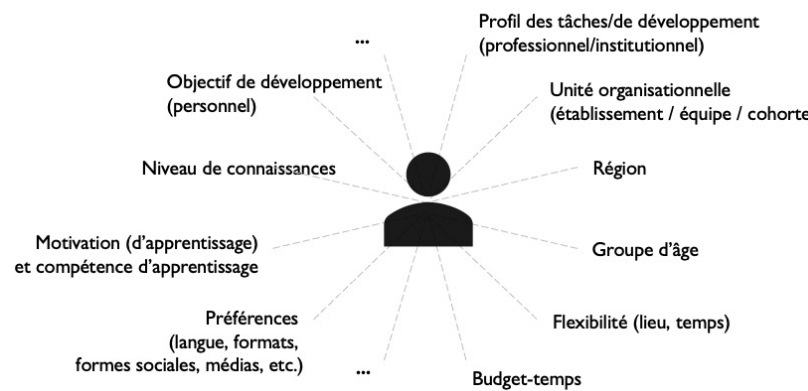 ...
Profil des tâches/de développement
(professionnel/institutionnel)
Objectif de développement
(personnel)
Unité organisationnelle
(établissement / équipe / cohorte
Niveau de connaissances
Région
Motivation (d'apprentissage)
et compétence d'apprentissage
Groupe d'âge
Préférences
(langue, formats,
formes sociales, médias, etc.)
Flexibilité (lieu, temps)
...
Budget-temps